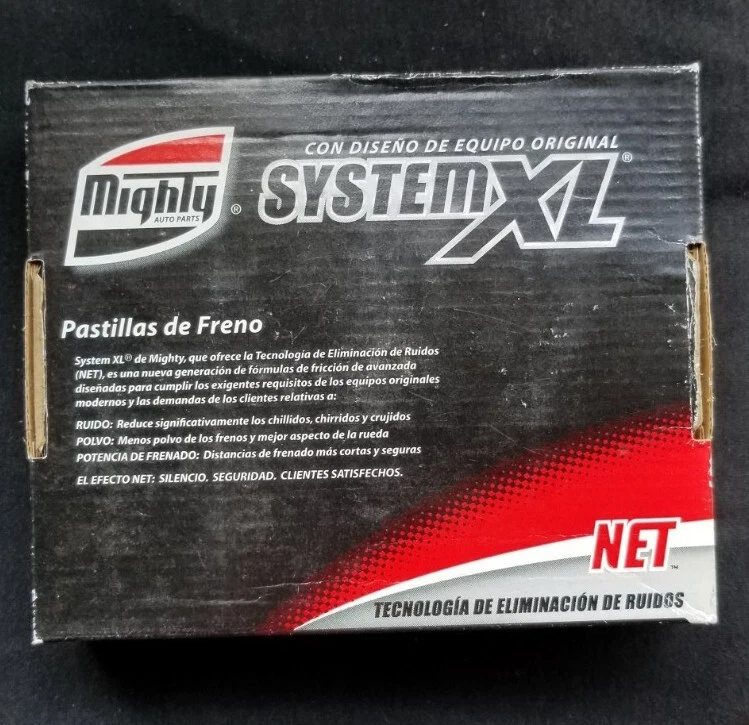 CON DISEÑO DE EQUIPO ORIGINAL
Mighty ®
AUTO PARTS
SYSTEM XL ®
Pastillas de Freno
System XL® de Mighty, que ofrece la Tecnología de Eliminación de Ruidos
(NET), es una nueva generación de fórmulas de fricción de avanzada
diseñadas para cumplir los exigentes requisitos de los equipos originales
modernos y las demandas de los clientes relativas a:
RUIDO: Reduce significativamente los chillidos, chirridos y crujidos
POLVO: Menos polvo de los frenos y mejor aspecto de la rueda
POTENCIA DE FRENADO: Distancias de frenado más cortas y seguras
EL EFECTO NET: SILENCIO. SEGURIDAD. CLIENTES SATISFECHOS.
NET™
TECNOLOGÍA DE ELIMINACIÓN DE RUIDOS